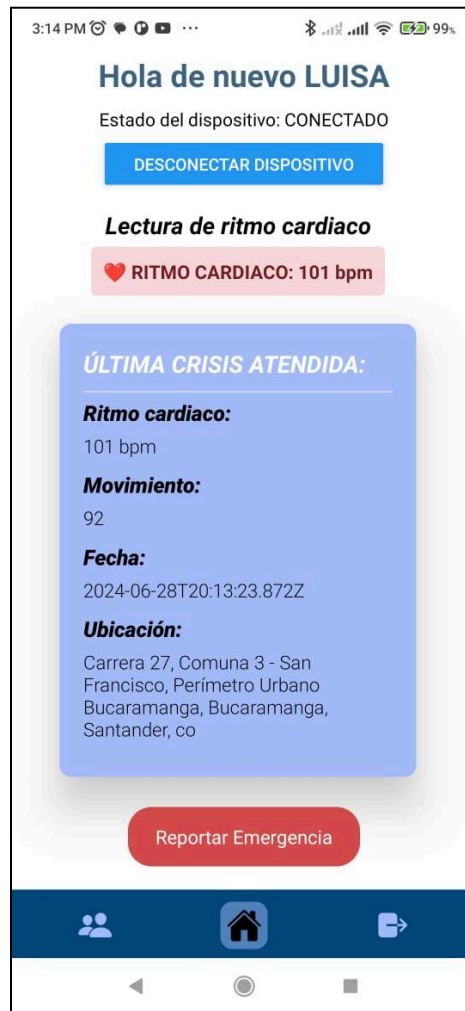 3:14 PM ... 99%
Hola de nuevo LUISA
Estado del dispositivo: CONECTADO
DESCONECTAR DISPOSITIVO
Lectura de ritmo cardiaco
❤️ RITMO CARDIACO: 101 bpm
ÚLTIMA CRISIS ATENDIDA:
Ritmo cardiaco:
101 bpm
Movimiento:
92
Fecha:
2024-06-28T20:13:23.872Z
Ubicación:
Carrera 27, Comuna 3 - San
Francisco, Perímetro Urbano
Bucaramanga, Bucaramanga,
Santander, co
Reportar Emergencia